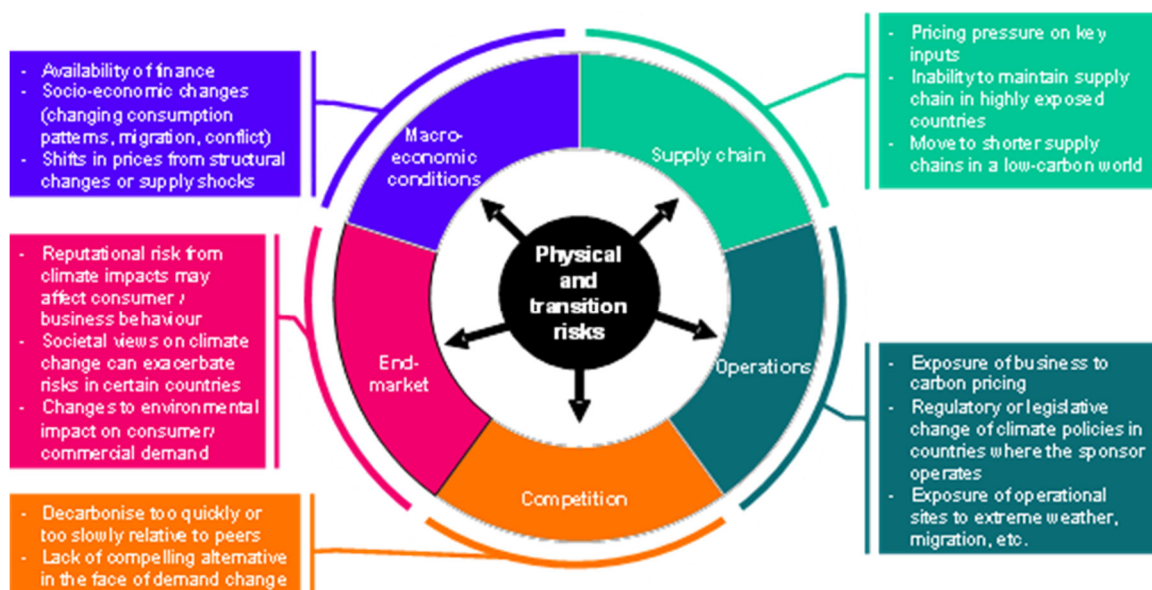 - Availability of finance
- Socio-economic changes
(changing consumption
patterns, migration, conflict)
- Shifts in prices from structural
changes or supply shocks
- Reputational risk from
climate impacts may
affect consumer /
business behaviour
- Societal views on climate
change can exacerbate
risks in certain countries
- Changes to environmental
impact on consumer/
commercial demand
- Decarbonise too quickly or
too slowly relative to peers
- Lack of compelling alternative
in the face of demand change
Macro-
economic
conditions
Supply chain
Physical
and
transition
risks
End-
market
Operations
Competition
- Pricing pressure on key
inputs
- Inability to maintain supply
chain in highly exposed
countries
- Move to shorter supply
chains in a low-carbon world
- Exposure of business to
carbon pricing
- Regulatory or legislative
change of climate policies in
countries where the sponsor
operates
- Exposure of operational
sites to extreme weather,
migration, etc.